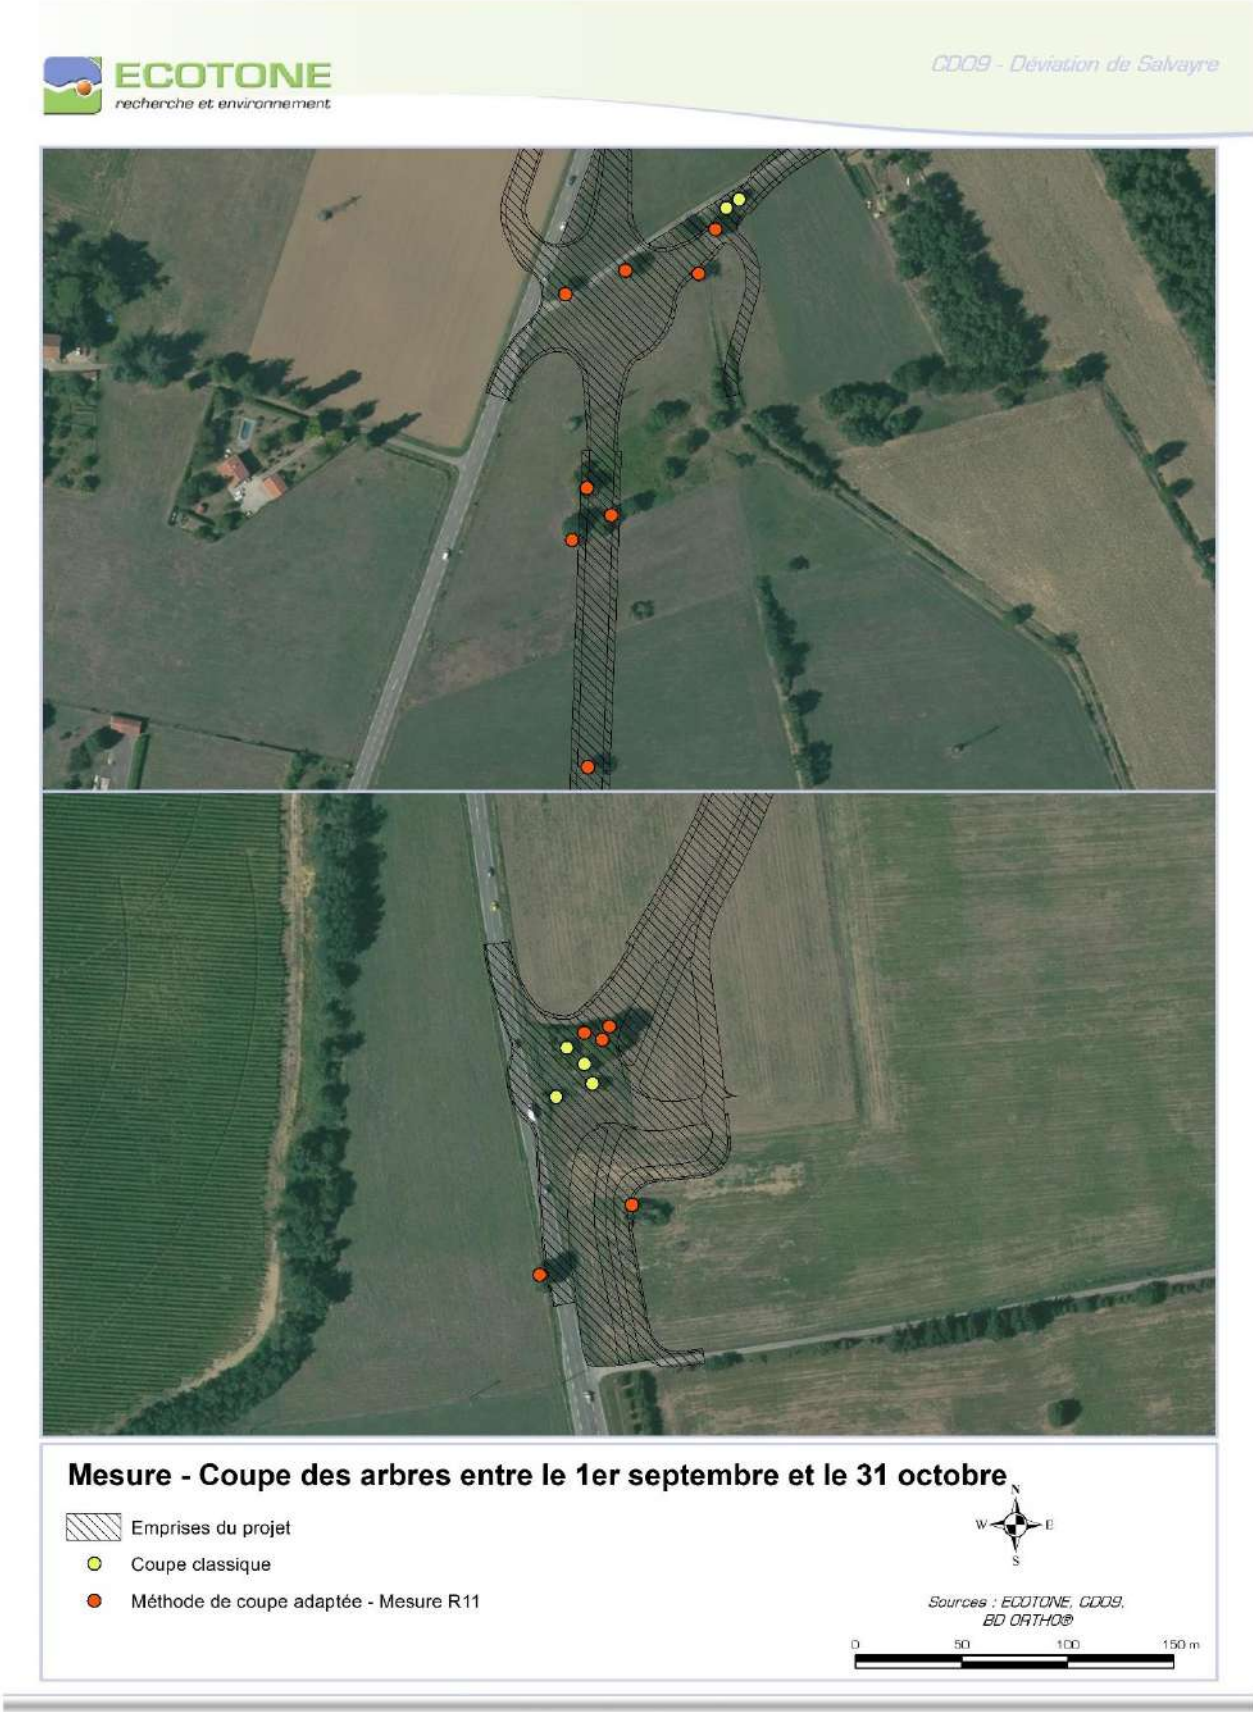 ECOTONE
recherche et environnement
CD09 - Déviation de Salvayre
Mesure - Coupe des arbres entre le 1er septembre et le 31 octobre
Emprises du projet
Coupe classique
Méthode de coupe adaptée - Mesure R11
N
W E
S
Sources : ECOTONE, CD09,
BD ORTHO®
0 50 100 150 m